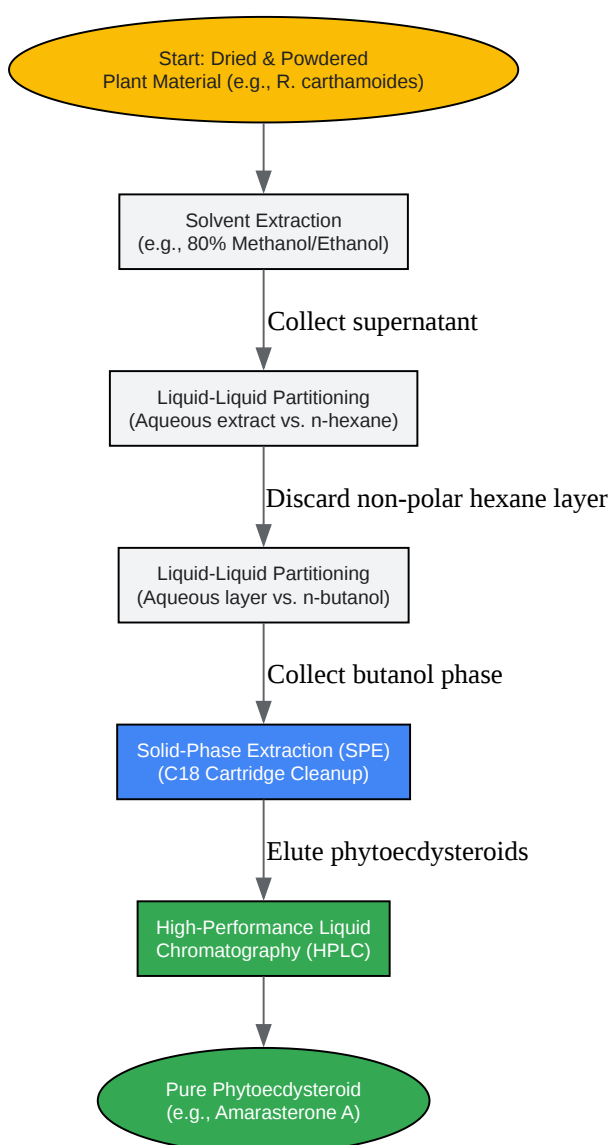 Start: Dried & Powdered
Plant Material (e.g., R. carthamoides)
Solvent Extraction
(e.g., 80% Methanol/Ethanol)
Collect supernatant
Liquid-Liquid Partitioning
(Aqueous extract vs. n-hexane)
Discard non-polar hexane layer
Liquid-Liquid Partitioning
(Aqueous layer vs. n-butanol)
Collect butanol phase
Solid-Phase Extraction (SPE)
(C18 Cartridge Cleanup)
Elute phytoecdysteroids
High-Performance Liquid
Chromatography (HPLC)
Pure Phytoecdysteroid
(e.g., Amarasterone A)